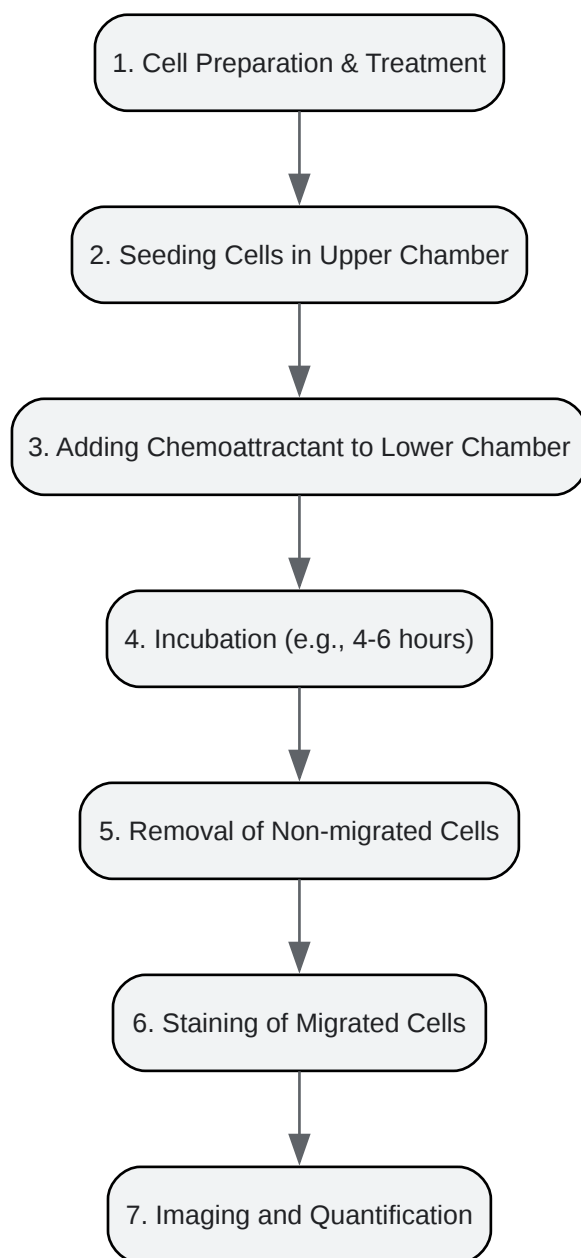 1. Cell Preparation & Treatment
2. Seeding Cells in Upper Chamber
3. Adding Chemoattractant to Lower Chamber
4. Incubation (e.g., 4-6 hours)
5. Removal of Non-migrated Cells
6. Staining of Migrated Cells
7. Imaging and Quantification